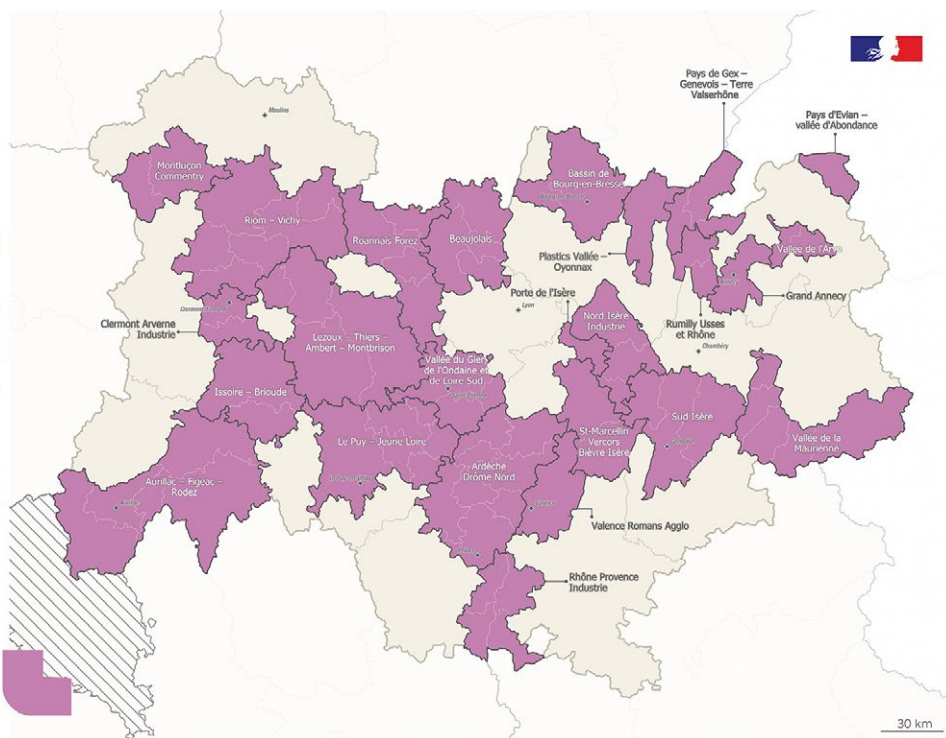 Pays de Gex –
Genevois – Terre
Valserhône
Pays d'Evian –
vallée d'Abondance
Moulins
Montluçon
Commentry
Bassin de
Bourg-en-Bresse
Riom – Vichy
Roannais Forez
Beaujolais
Vallée de l'Arve
Plastics Vallée –
Oyonnax
Grand Annecy
Porte de l'Isère
Lyon
Clermont Arverne
Industrie
Lezoux – Thiers –
Ambert – Montbrison
Nord Isère
Industrie
Rumilly Usses
et Rhône
Chambéry
Vallée du Gier
de l'Ondaine et
de Loire Sud
Issoire – Brioude
Le Puy – Jeune Loire
St-Marcellin
Vercors
Bièvre Isère
Sud Isère
Grenoble
Vallée de la
Maurienne
Ardèche
Drôme Nord
Aurillac – Figeac –
Rodez
Aurillac
Valence
Valence Romans Agglo
Rhône Provence
Industrie
30 km